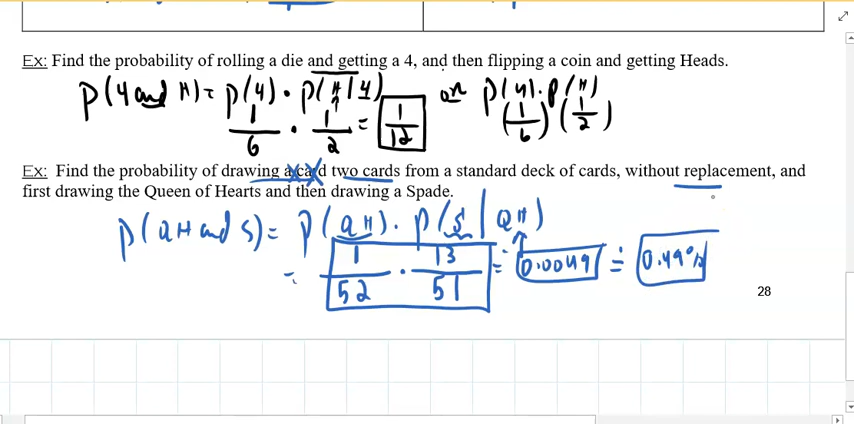 Ex: Find the probability of rolling a die and getting a 4, and then flipping a coin and getting Heads.
P(4 and H) = P(4) · P(H|4) or P(4) · P(H)
1/6 · 1/2 = 1/12 (1/6)(1/2)
Ex: Find the probability of drawing a card two cards from a standard deck of cards, without replacement, and
first drawing the Queen of Hearts and then drawing a Spade.
P(QH and S) = P(QH) · P(S|QH)
= 1/52 · 13/51 = 0.0049 ≐ 0.49%
28